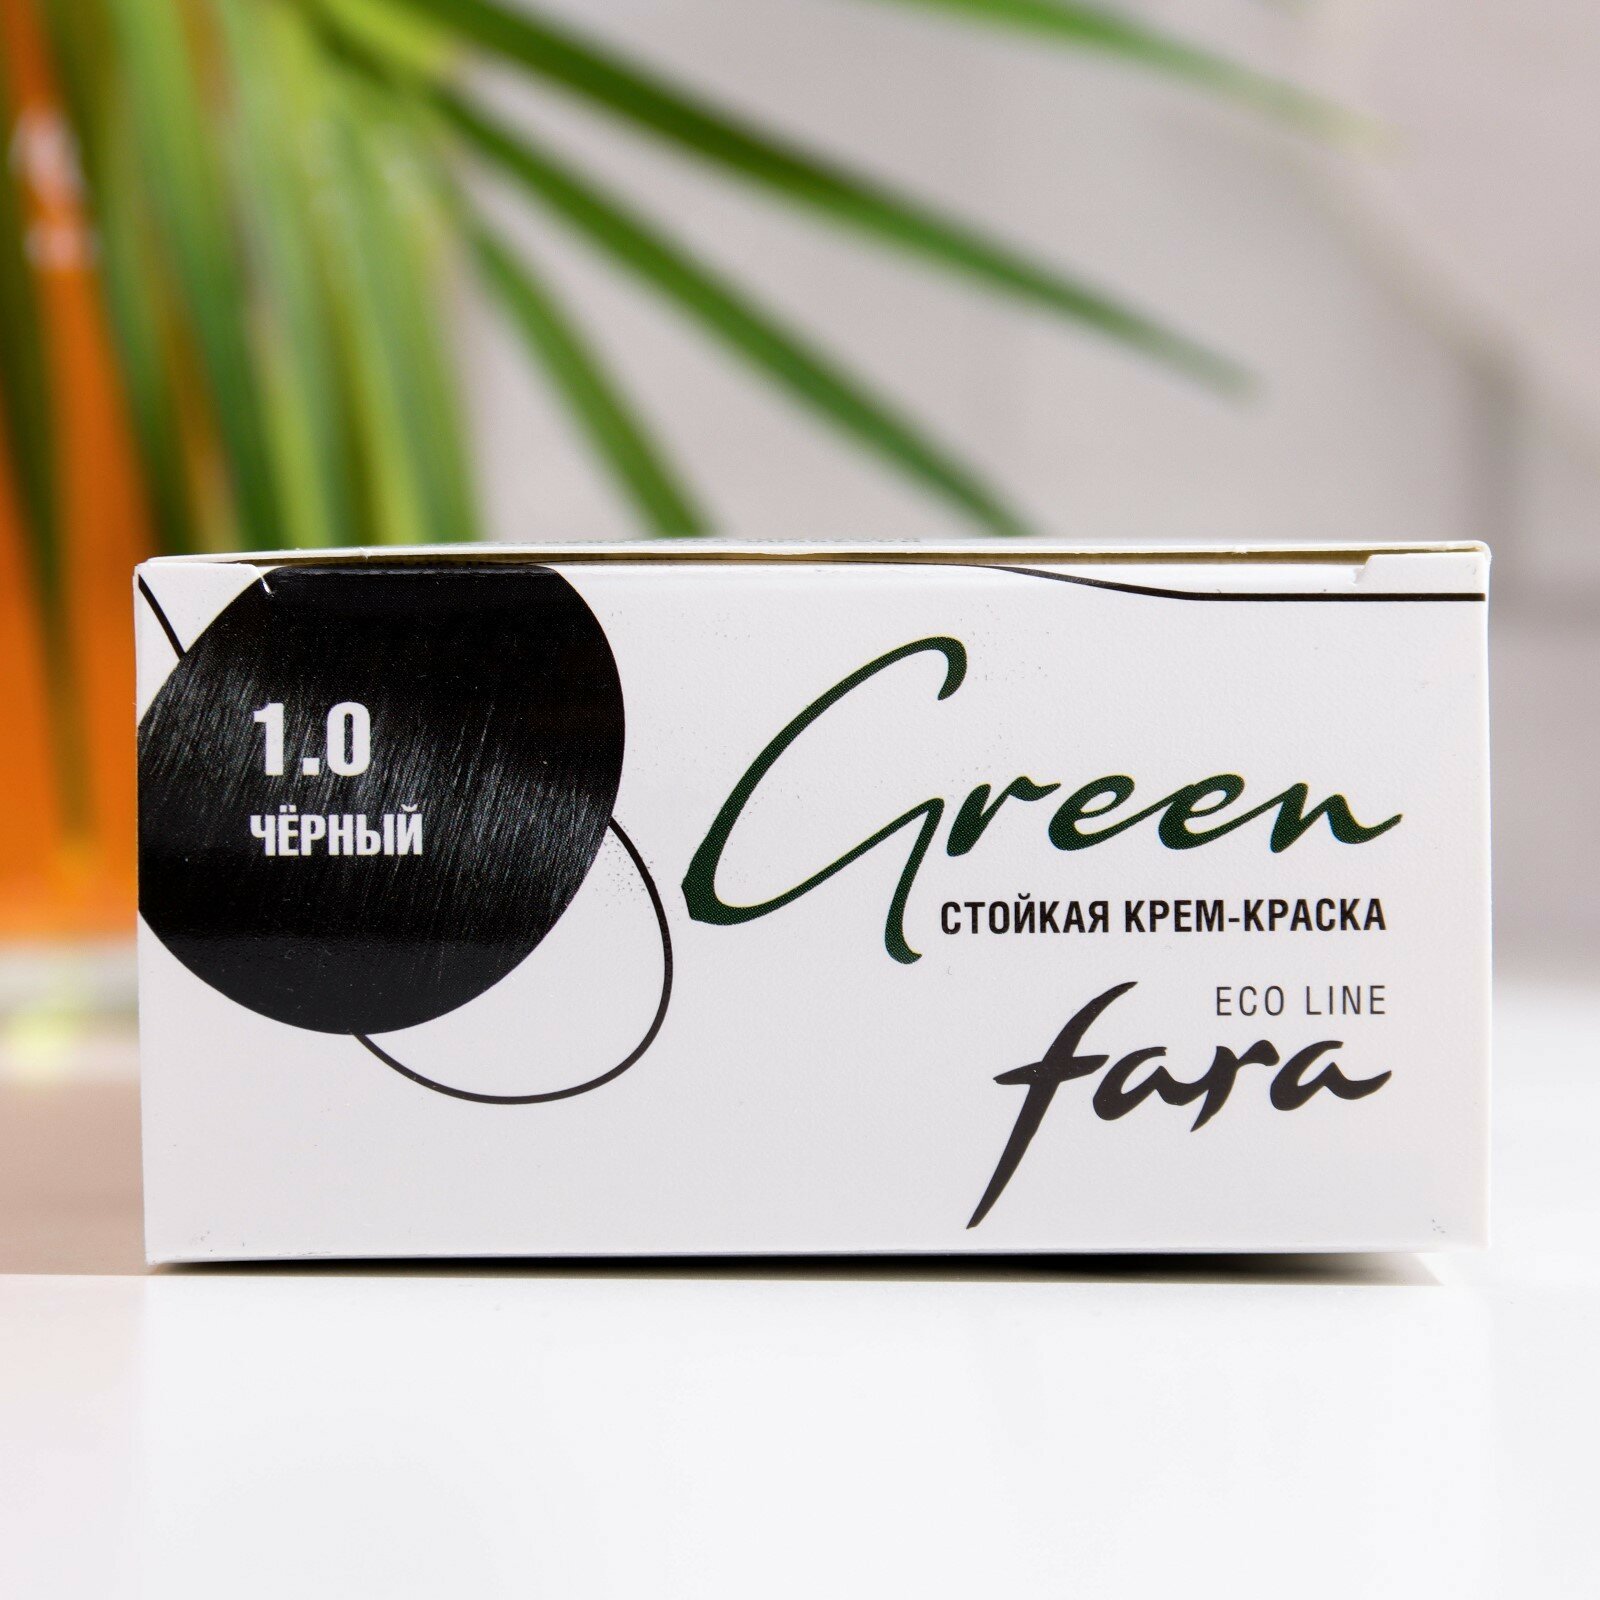 1.0
ЧЁРНЫЙ
Green
СТОЙКАЯ КРЕМ-КРАСКА
ECO LINE
fara